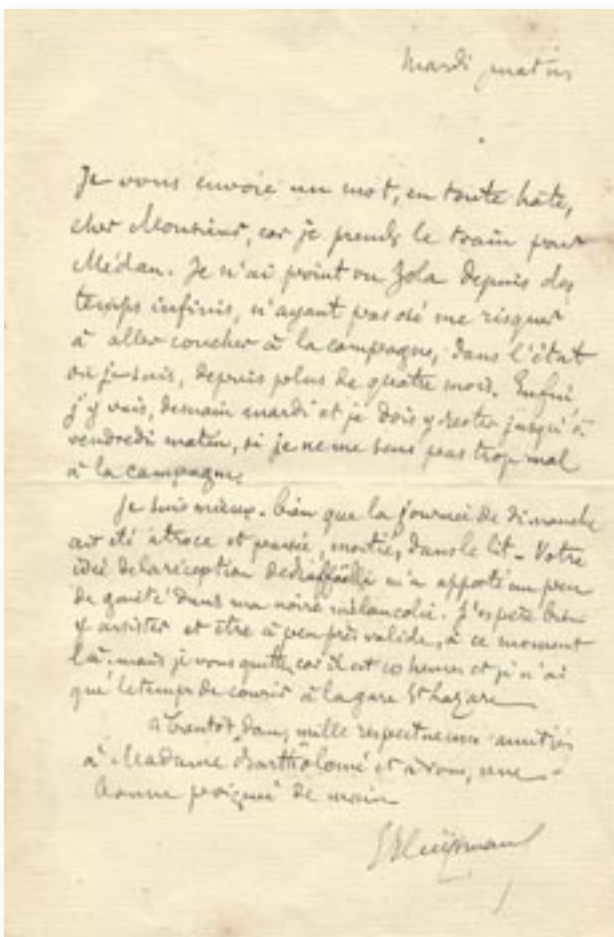 Mardi matin
Je vous envoie un mot, en toute hâte,
cher Monsieur, car je prends le train pour
Médan. Je n'ai point vu Zola depuis des
temps infinis, n'ayant pas osé me risquer
à aller coucher à la campagne, dans l'état
où je suis, depuis plus de quatre mois. Enfin
j'y vais, demain mardi et je dois y rester jusqu'à
vendredi matin, si je ne me sens pas trop mal
à la campagne.
Je suis mieux. bien que la journée de dimanche
ait été atroce et passée, moitié, dans le lit – Votre
idée de la réception de Raffaëlli m'a apporté un peu
de gaieté dans ma noire mélancolie. J'espère bien
y assister et être à peu près valide, à ce moment
là. mais je vous quitte, car il est 10 heures et je n'ai
que le temps de courir à la gare St Lazare
à bientôt donc, mille respectueuses amitiés
à Madame Bartholomé et à vous, une
bonne poignée de main
Huysmans